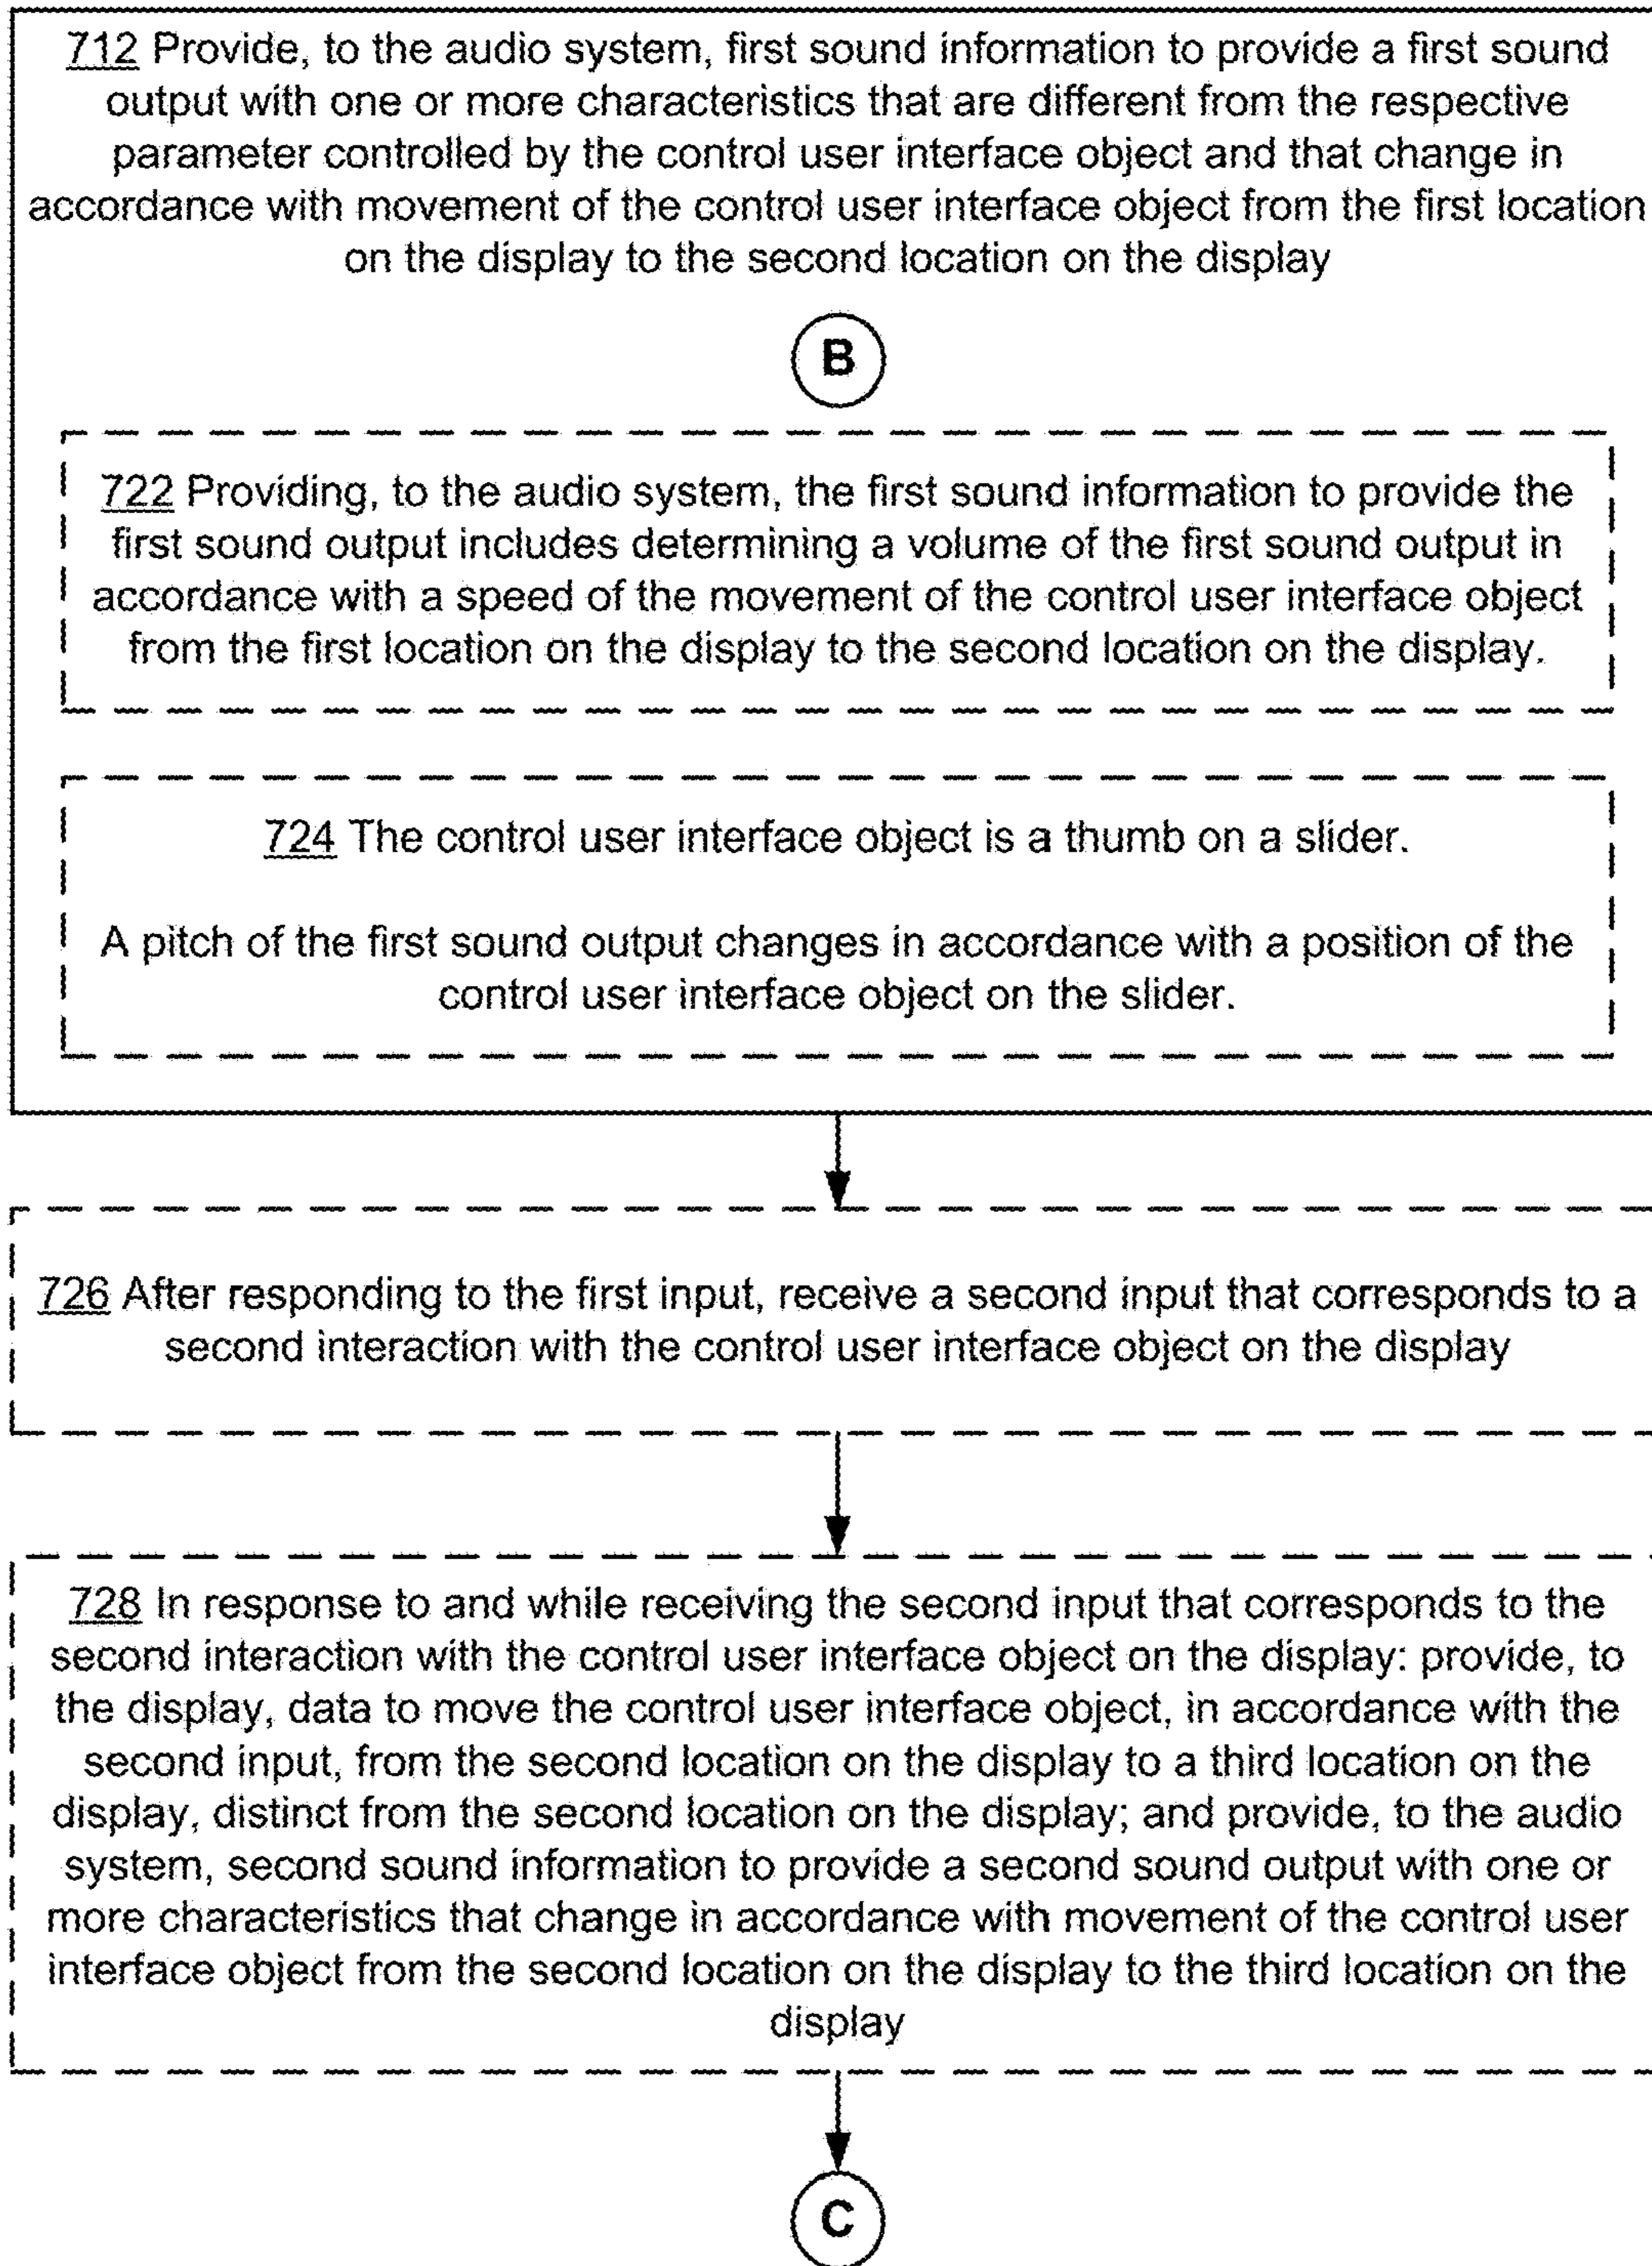 712 Provide, to the audio system, first sound information to provide a first sound
output with one or more characteristics that are different from the respective
parameter controlled by the control user interface object and that change in
accordance with movement of the control user interface object from the first location
on the display to the second location on the display
B
722 Providing, to the audio system, the first sound information to provide the
first sound output includes determining a volume of the first sound output in
accordance with a speed of the movement of the control user interface object
from the first location on the display to the second location on the display.
724 The control user interface object is a thumb on a slider.
A pitch of the first sound output changes in accordance with a position of the
control user interface object on the slider.
726 After responding to the first input, receive a second input that corresponds to a
second interaction with the control user interface object on the display
728 In response to and while receiving the second input that corresponds to the
second interaction with the control user interface object on the display: provide, to
the display, data to move the control user interface object, in accordance with the
second input, from the second location on the display to a third location on the
display, distinct from the second location on the display; and provide, to the audio
system, second sound information to provide a second sound output with one or
more characteristics that change in accordance with movement of the control user
interface object from the second location on the display to the third location on the
display
C